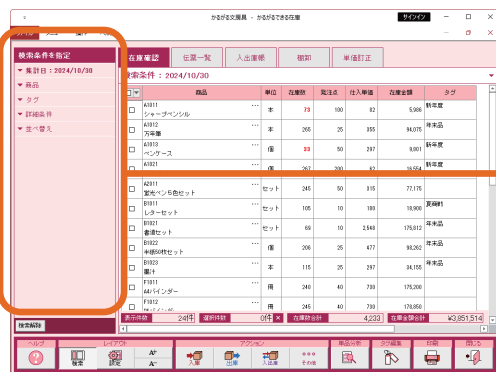 かるがる文房具 - かるがるできる在庫
サインイン
検索条件を指定
▼ 集計日：2024/10/30
▼ 商品
▼ タグ
▼ 詳細条件
▼ 並べ替え
検索解除
在庫確認 伝票一覧 入出庫帳 棚卸 単価訂正
検索条件：2024/10/30
商品 単位 在庫数 発注点 仕入単価 在庫金額 タグ
A1011 シャープペンシル … 本 73 100 82 5,986 新年度
A1012 万年筆 … 本 265 25 355 94,075 年末品
A1013 ペンケース … 個 33 50 297 9,801 新年度
A1021 … 個 267 200 62 16,554 新年度
A2011 蛍光ペン５色セット … セット 245 50 315 77,175
B1011 レターセット … セット 105 10 180 18,900 夏商戦
B1021 書道セット … セット 69 10 2,548 175,812 年末品
B1022 半紙50枚セット … 個 206 25 477 98,262 年末品
B1023 墨汁 … 本 115 25 297 34,155 年末品
F1011 A4バインダー 冊 240 40 730 175,200
F1012 冊 245 40 730 178,850
表示件数 24件 選択件数 0件 在庫数合計 4,233 在庫金額合計 ¥3,851,514
ヘルプ レイアウト アクション 単品分析 タグ編集 印刷 閉じる
検索 設定 A A 入庫 出庫 入出庫 その他